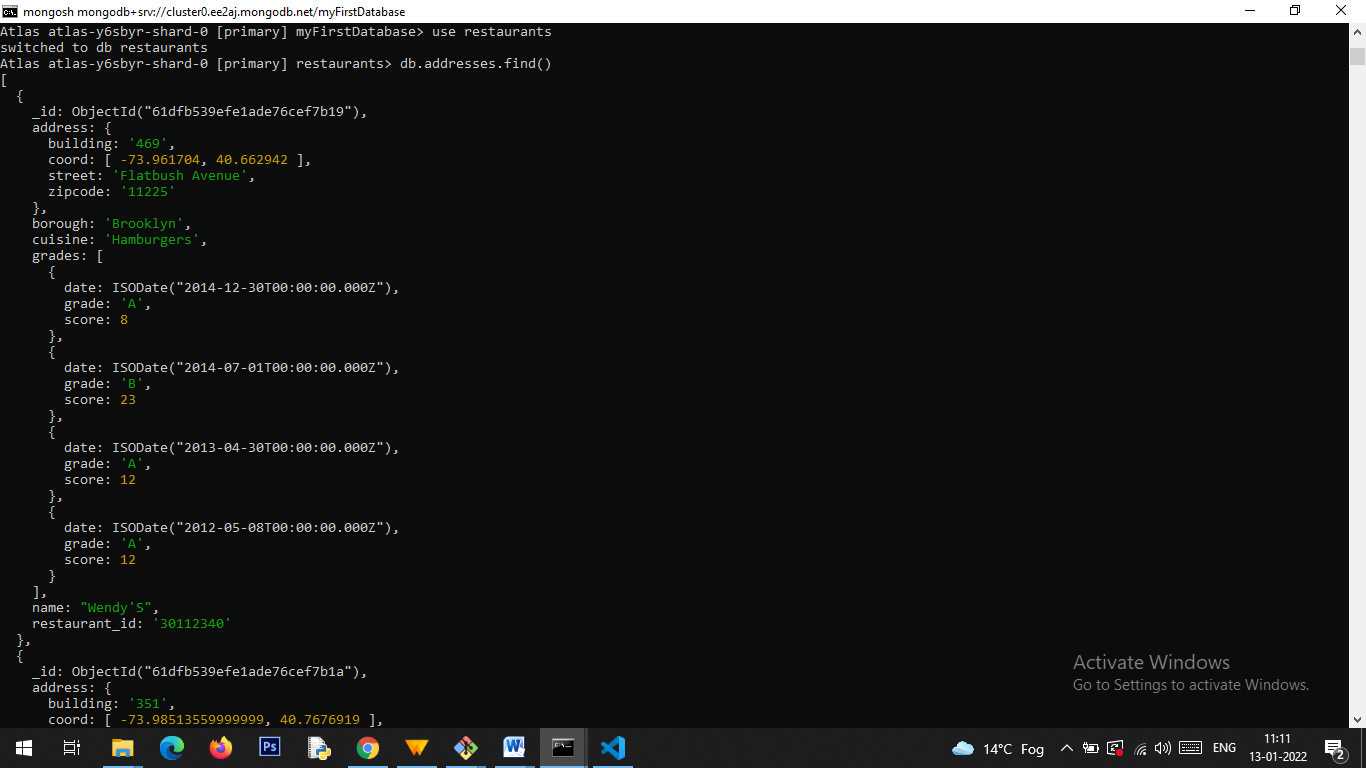 mongosh mongodb+srv://cluster0.ee2aj.mongodb.net/myFirstDatabase
Atlas atlas-y6sbyr-shard-0 [primary] myFirstDatabase> use restaurants
switched to db restaurants
Atlas atlas-y6sbyr-shard-0 [primary] restaurants> db.addresses.find()
[
  {
    _id: ObjectId("61dfb539efe1ade76cef7b19"),
    address: {
      building: '469',
      coord: [ -73.961704, 40.662942 ],
      street: 'Flatbush Avenue',
      zipcode: '11225'
    },
    borough: 'Brooklyn',
    cuisine: 'Hamburgers',
    grades: [
      {
        date: ISODate("2014-12-30T00:00:00.000Z"),
        grade: 'A',
        score: 8
      },
      {
        date: ISODate("2014-07-01T00:00:00.000Z"),
        grade: 'B',
        score: 23
      },
      {
        date: ISODate("2013-04-30T00:00:00.000Z"),
        grade: 'A',
        score: 12
      },
      {
        date: ISODate("2012-05-08T00:00:00.000Z"),
        grade: 'A',
        score: 12
      }
    ],
    name: "Wendy'S",
    restaurant_id: '30112340'
  },
  {
    _id: ObjectId("61dfb539efe1ade76cef7b1a"),
    address: {
      building: '351',
      coord: [ -73.98513559999999, 40.7676919 ],
Activate Windows
Go to Settings to activate Windows.
Ps
W
14°C Fog
ENG
11:11
13-01-2022
2